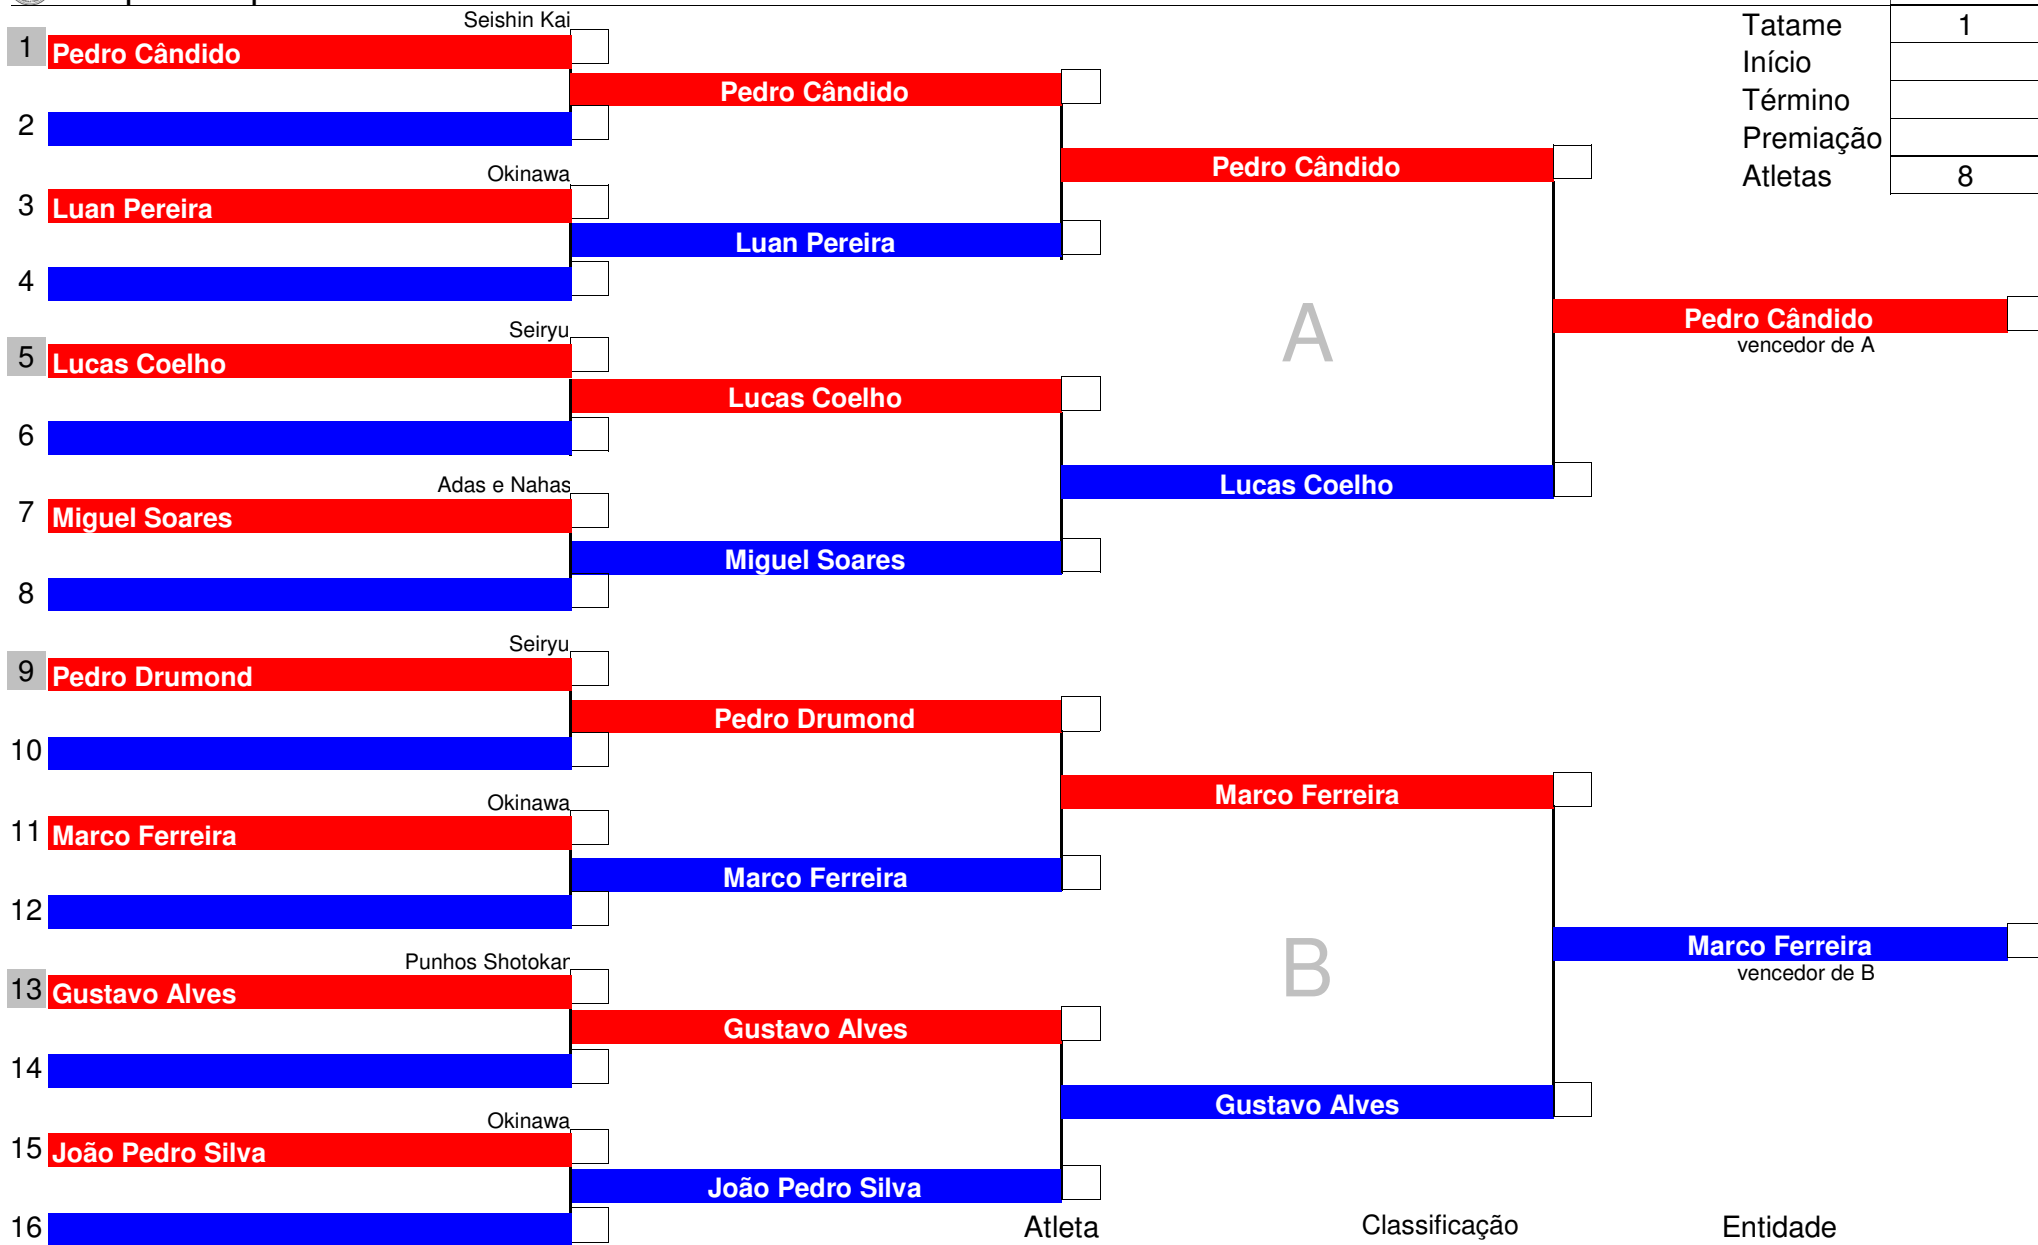 Seishin Kai
1 Pedro Cândido
Pedro Cândido
2
Okinawa
3 Luan Pereira
Luan Pereira
4
Pedro Cândido
Tatame 1
Início
Término
Premiação
Atletas 8
Seiryu
5 Lucas Coelho
Lucas Coelho
6
Adas e Nahas
7 Miguel Soares
Miguel Soares
8
A
Lucas Coelho
Pedro Cândido
vencedor de A
Seiryu
9 Pedro Drumond
Pedro Drumond
10
Okinawa
11 Marco Ferreira
Marco Ferreira
12
Marco Ferreira
Punhos Shotokan
13 Gustavo Alves
Gustavo Alves
14
Okinawa
15 João Pedro Silva
João Pedro Silva
16
B
Gustavo Alves
Marco Ferreira
vencedor de B
Atleta Classificação Entidade